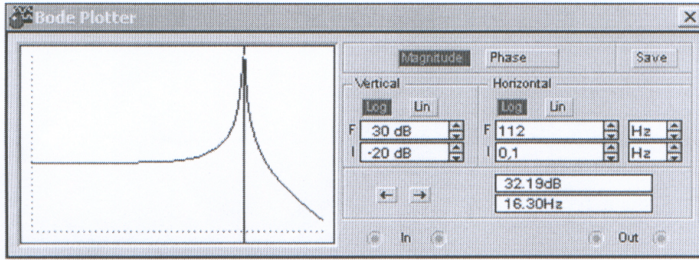 Bode Plotter
Magnitude Phase Save
Vertical Horizontal
Log Lin Log Lin
F 30 dB F 112 Hz
I -20 dB I 0,1 Hz
← → 32.19dB
16.30Hz
In Out